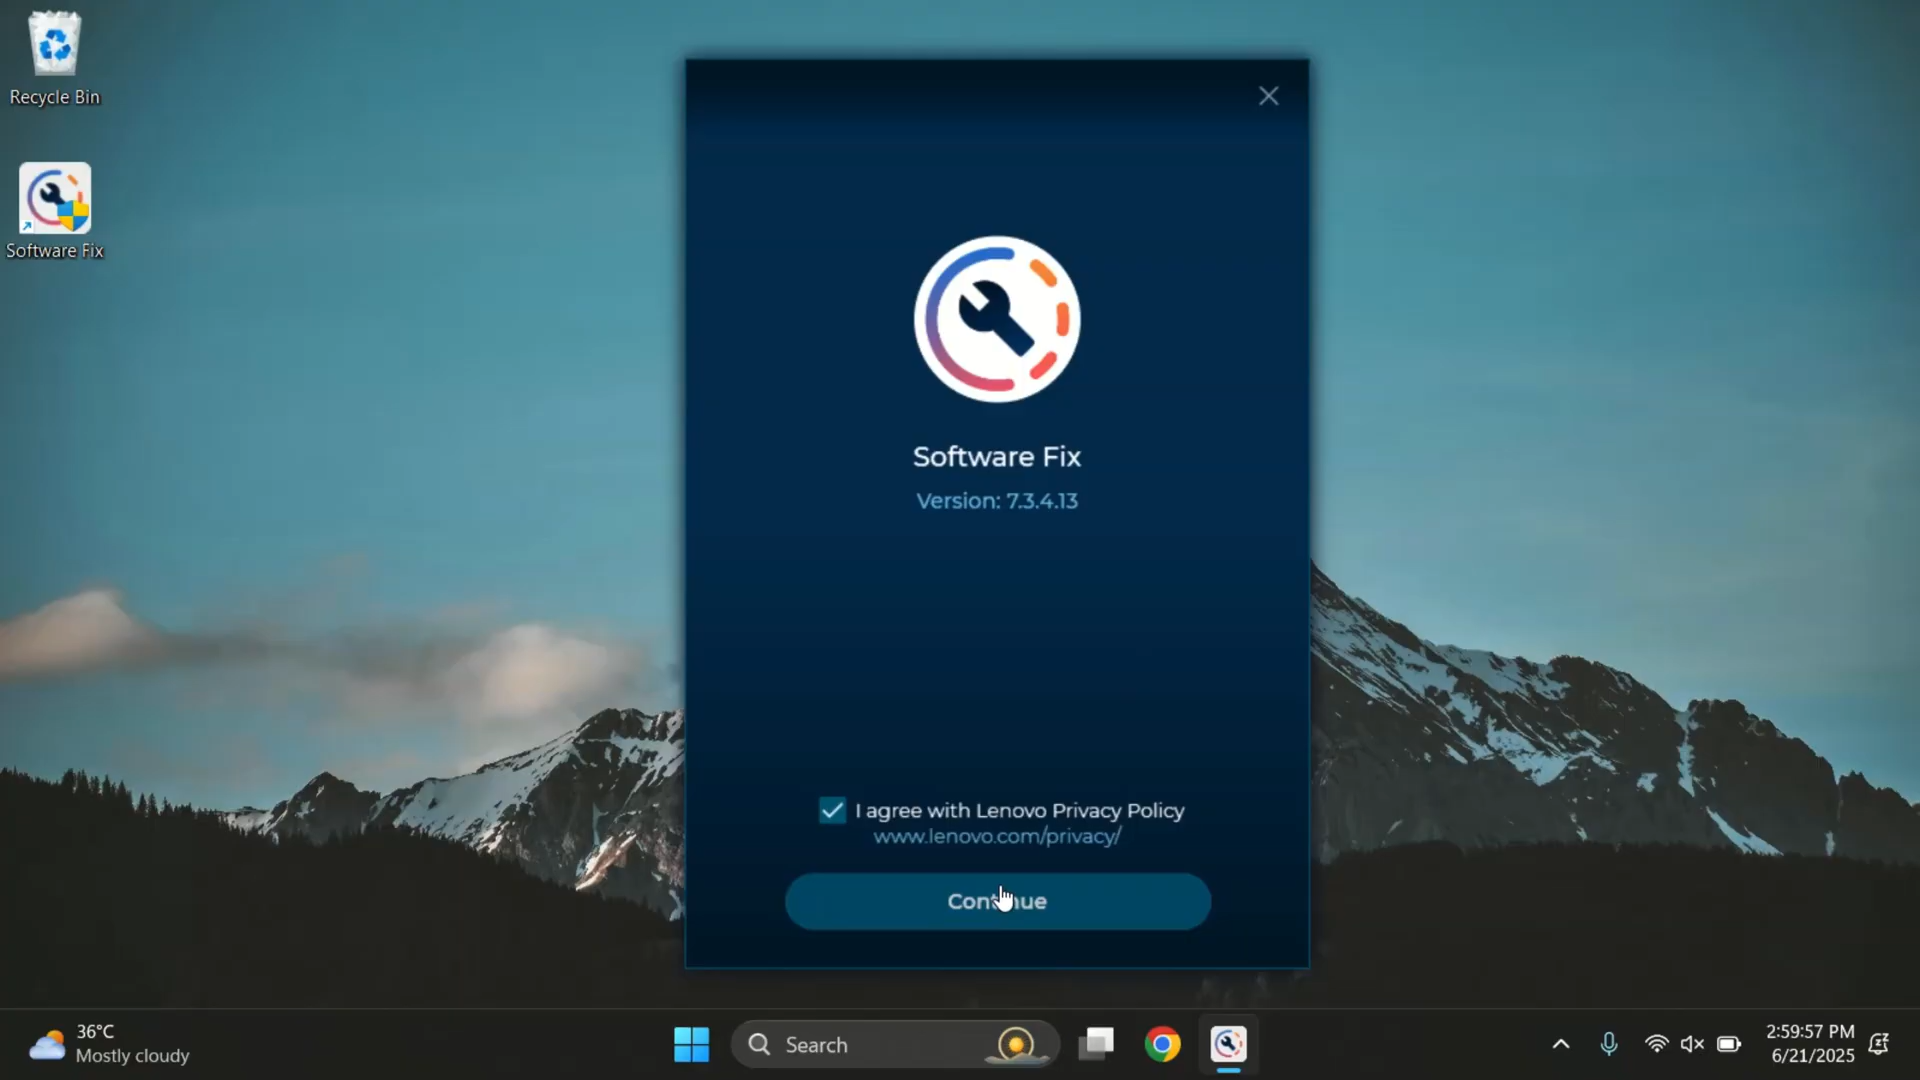 Recycle Bin
Software Fix
Software Fix
Version: 7.3.4.13
I agree with Lenovo Privacy Policy
www.lenovo.com/privacy/
Continue
36°C
Mostly cloudy
Search
2:59:57 PM
6/21/2025